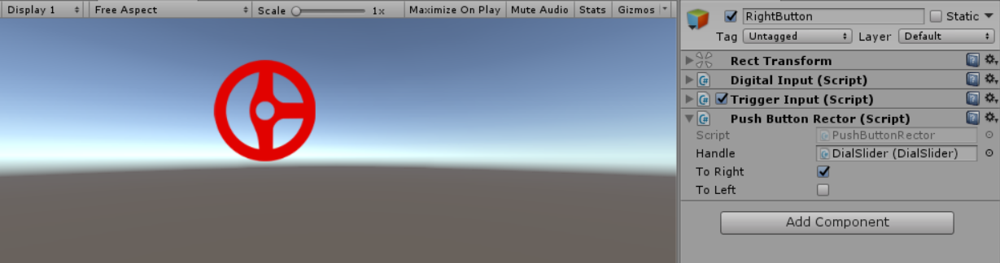 Display 1
Free Aspect
Scale
1x
Maximize On Play
Mute Audio
Stats
Gizmos
RightButton
Static
Tag
Untagged
Layer
Default
Rect Transform
Digital Input (Script)
Trigger Input (Script)
Push Button Rector (Script)
Script
PushButtonRector
Handle
DialSlider (DialSlider)
To Right
To Left
Add Component